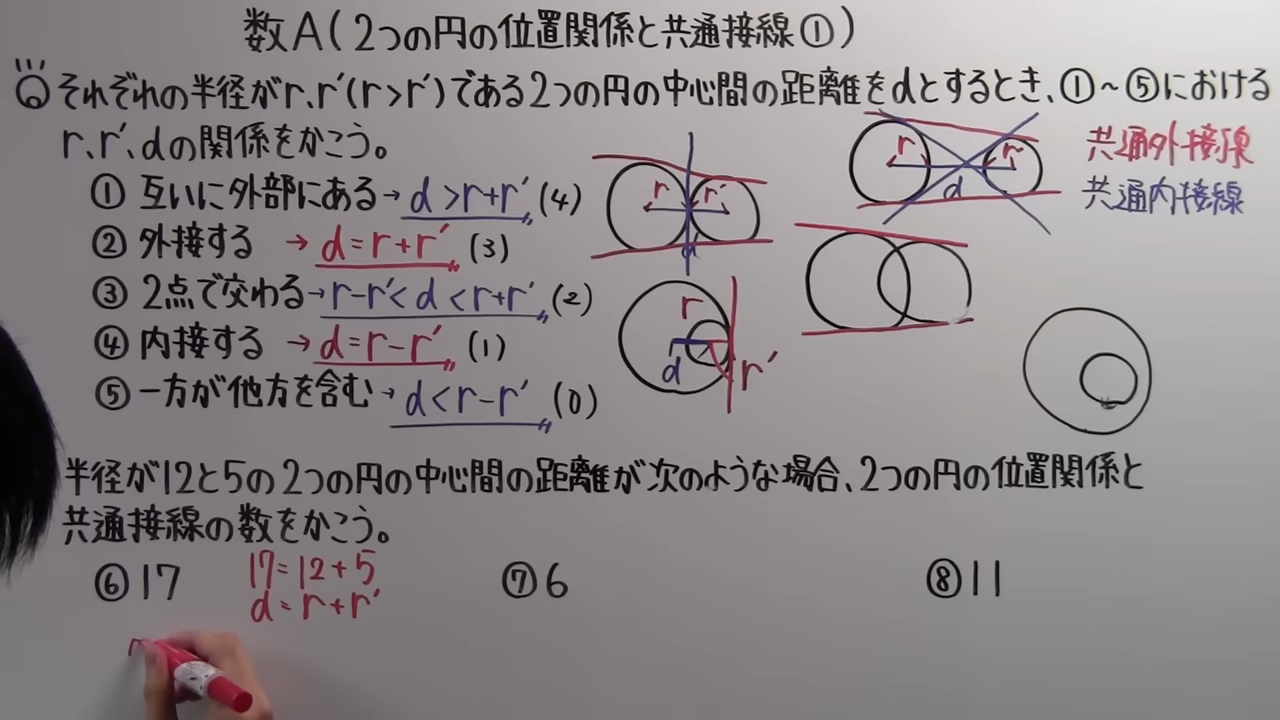 数A(2つの円の位置関係と共通接線①)
それぞれの半径がr、r′(r>r′)である2つの円の中心間の距離をdとするとき、①~⑤における
r、r′、dの関係をかこう。
① 互いに外部にある→d>r+r′(4)
② 外接する→d=r+r′(3)
③ 2点で交わる→r-r′<d<r+r′(2)
④ 内接する→d=r-r′(1)
⑤ 一方が他方を含む→d<r-r′(0)
r r′
d
r r
d
共通外接線
共通内接線
r
d r′
半径が12と5の2つの円の中心間の距離が次のような場合、2つの円の位置関係と
共通接線の数をかこう。
⑥17 17=12+5
d=r+r′
⑦6
⑧11